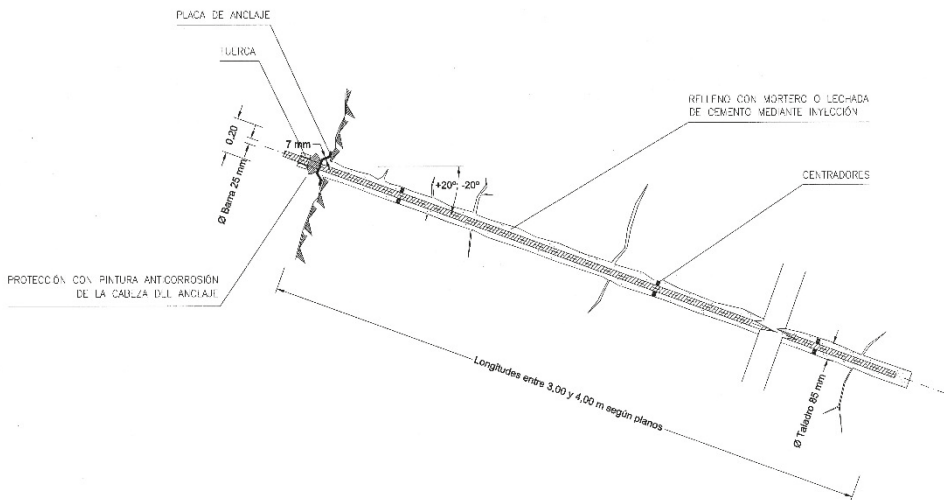 PLACA DE ANCLAJE
TUERCA
RELLENO CON MORTERO O LECHADA
DE CEMENTO MEDIANTE INYECCIÓN
0,20
7 mm
Ø Barra 25 mm
+20º; -20º
CENTRADORES
PROTECCIÓN CON PINTURA ANTICORROSIÓN
DE LA CABEZA DEL ANCLAJE
Longitudes entre 3,00 y 4,00 m según planos
Ø Taladro 85 mm